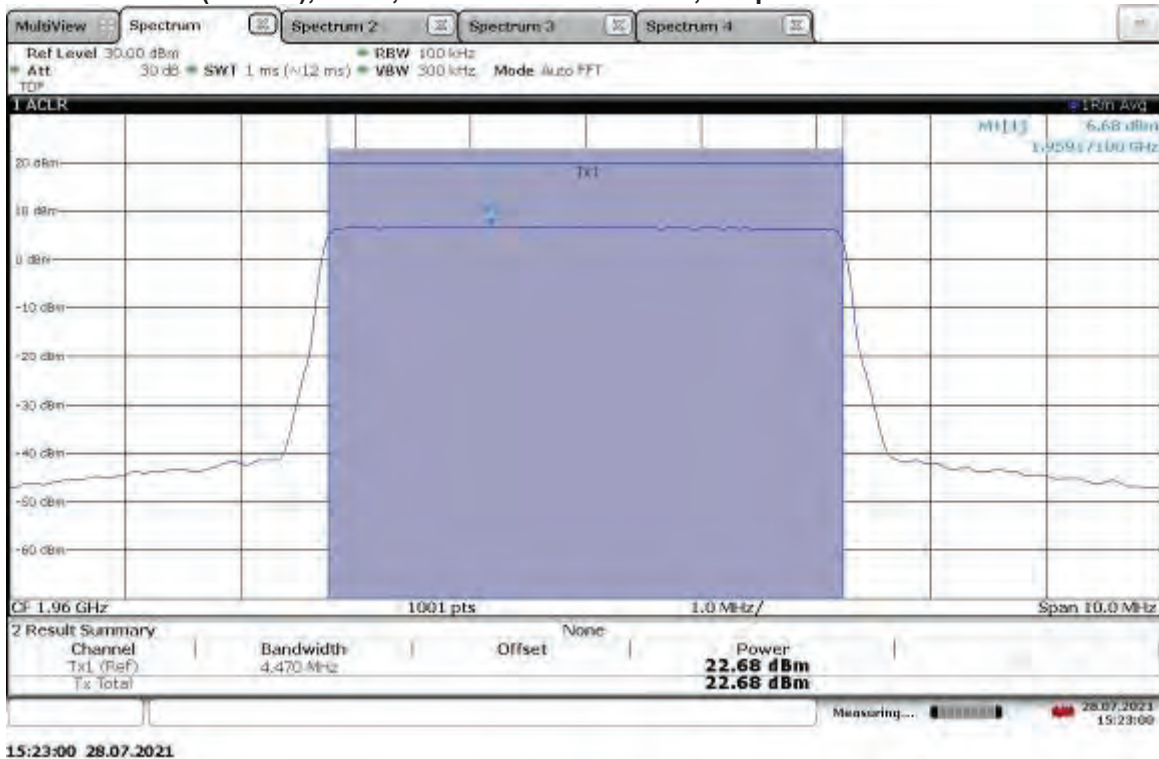 MultiView Spectrum Spectrum 2 Spectrum 3 Spectrum 4
Ref Level 30.00 dBm RBW 100 kHz
Att 30 dB SWT 1 ms (~12 ms) VBW 300 kHz Mode Auto FFT
TDF
1 ACLR 1Rm Avg
M1[1] 6.68 dBm
1.95917100 GHz
20 dBm
Tx1
10 dBm
0 dBm
-10 dBm
-20 dBm
-30 dBm
-40 dBm
-50 dBm
-60 dBm
CF 1.96 GHz 1001 pts 1.0 MHz/ Span 10.0 MHz
2 Result Summary None
Channel Bandwidth Offset Power
Tx1 (Ref) 4.470 MHz 22.68 dBm
Tx Total 22.68 dBm
Measuring... 28.07.2021
15:23:00
15:23:00 28.07.2021